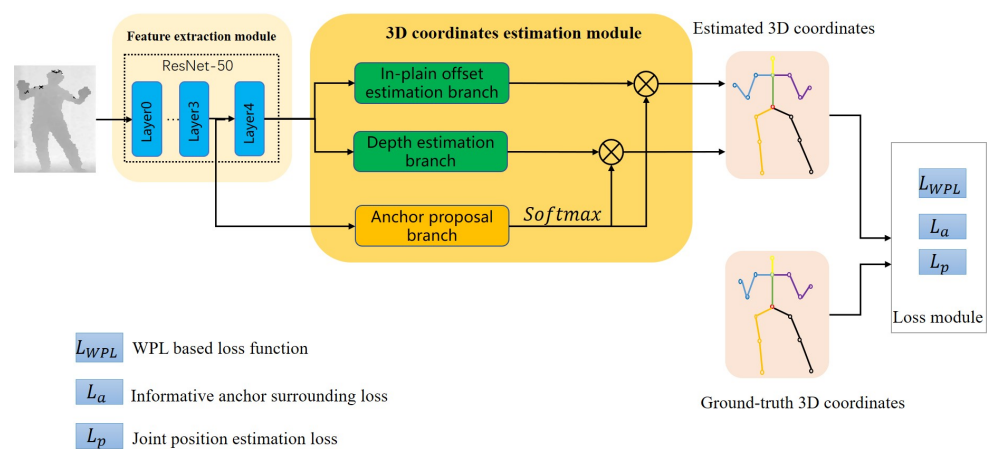 Feature extraction module
ResNet-50
Layer0
...
Layer3
Layer4
3D coordinates estimation module
In-plain offset
estimation branch
Depth estimation
branch
Anchor proposal
branch
Softmax
Estimated 3D coordinates
Ground-truth 3D coordinates
L_WPL
L_a
L_p
Loss module
L_WPL WPL based loss function
L_a Informative anchor surrounding loss
L_p Joint position estimation loss